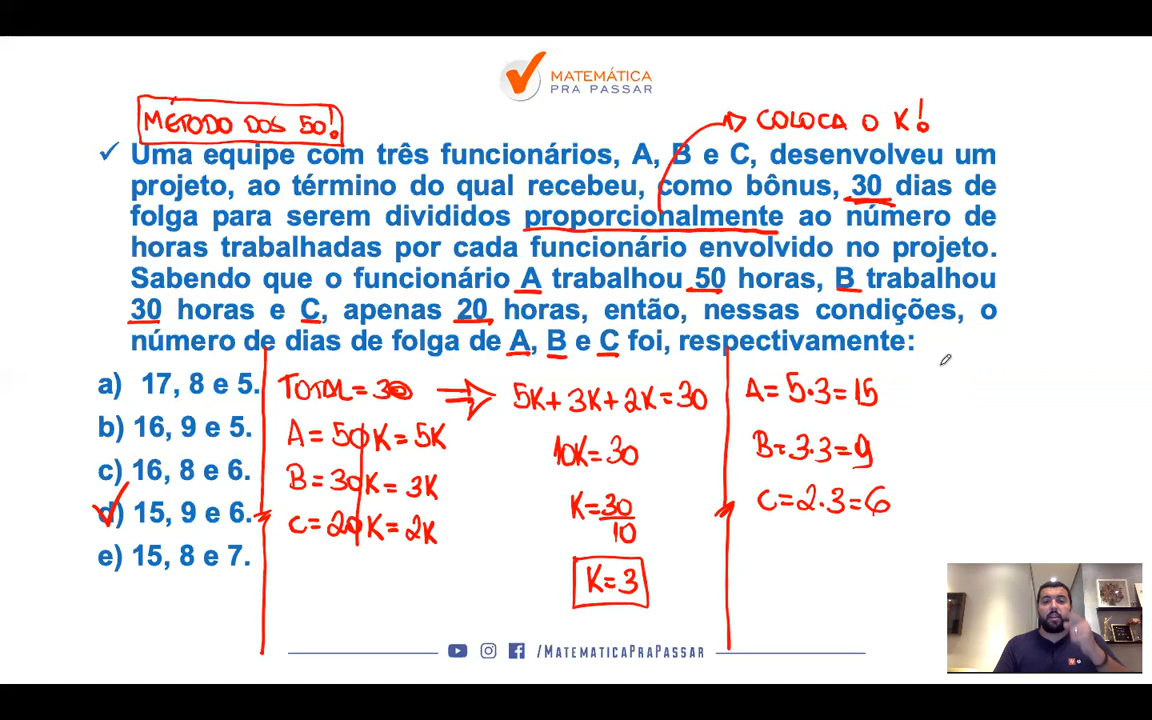 MATEMÁTICA
PRA PASSAR
MÉTODO DOS 50!
COLOCA O K!
Uma equipe com três funcionários, A, B e C, desenvolveu um
projeto, ao término do qual recebeu, como bônus, 30 dias de
folga para serem divididos proporcionalmente ao número de
horas trabalhadas por cada funcionário envolvido no projeto.
Sabendo que o funcionário A trabalhou 50 horas, B trabalhou
30 horas e C, apenas 20 horas, então, nessas condições, o
número de dias de folga de A, B e C foi, respectivamente:
a) 17, 8 e 5.
b) 16, 9 e 5.
c) 16, 8 e 6.
d) 15, 9 e 6.
e) 15, 8 e 7.
TOTAL = 30
A = 50K = 5K
B = 30K = 3K
C = 20K = 2K
5K + 3K + 2K = 30
10K = 30
K = 30
10
K = 3
A = 5.3 = 15
B = 3.3 = 9
C = 2.3 = 6
/MATEMATICAPRAPASSAR